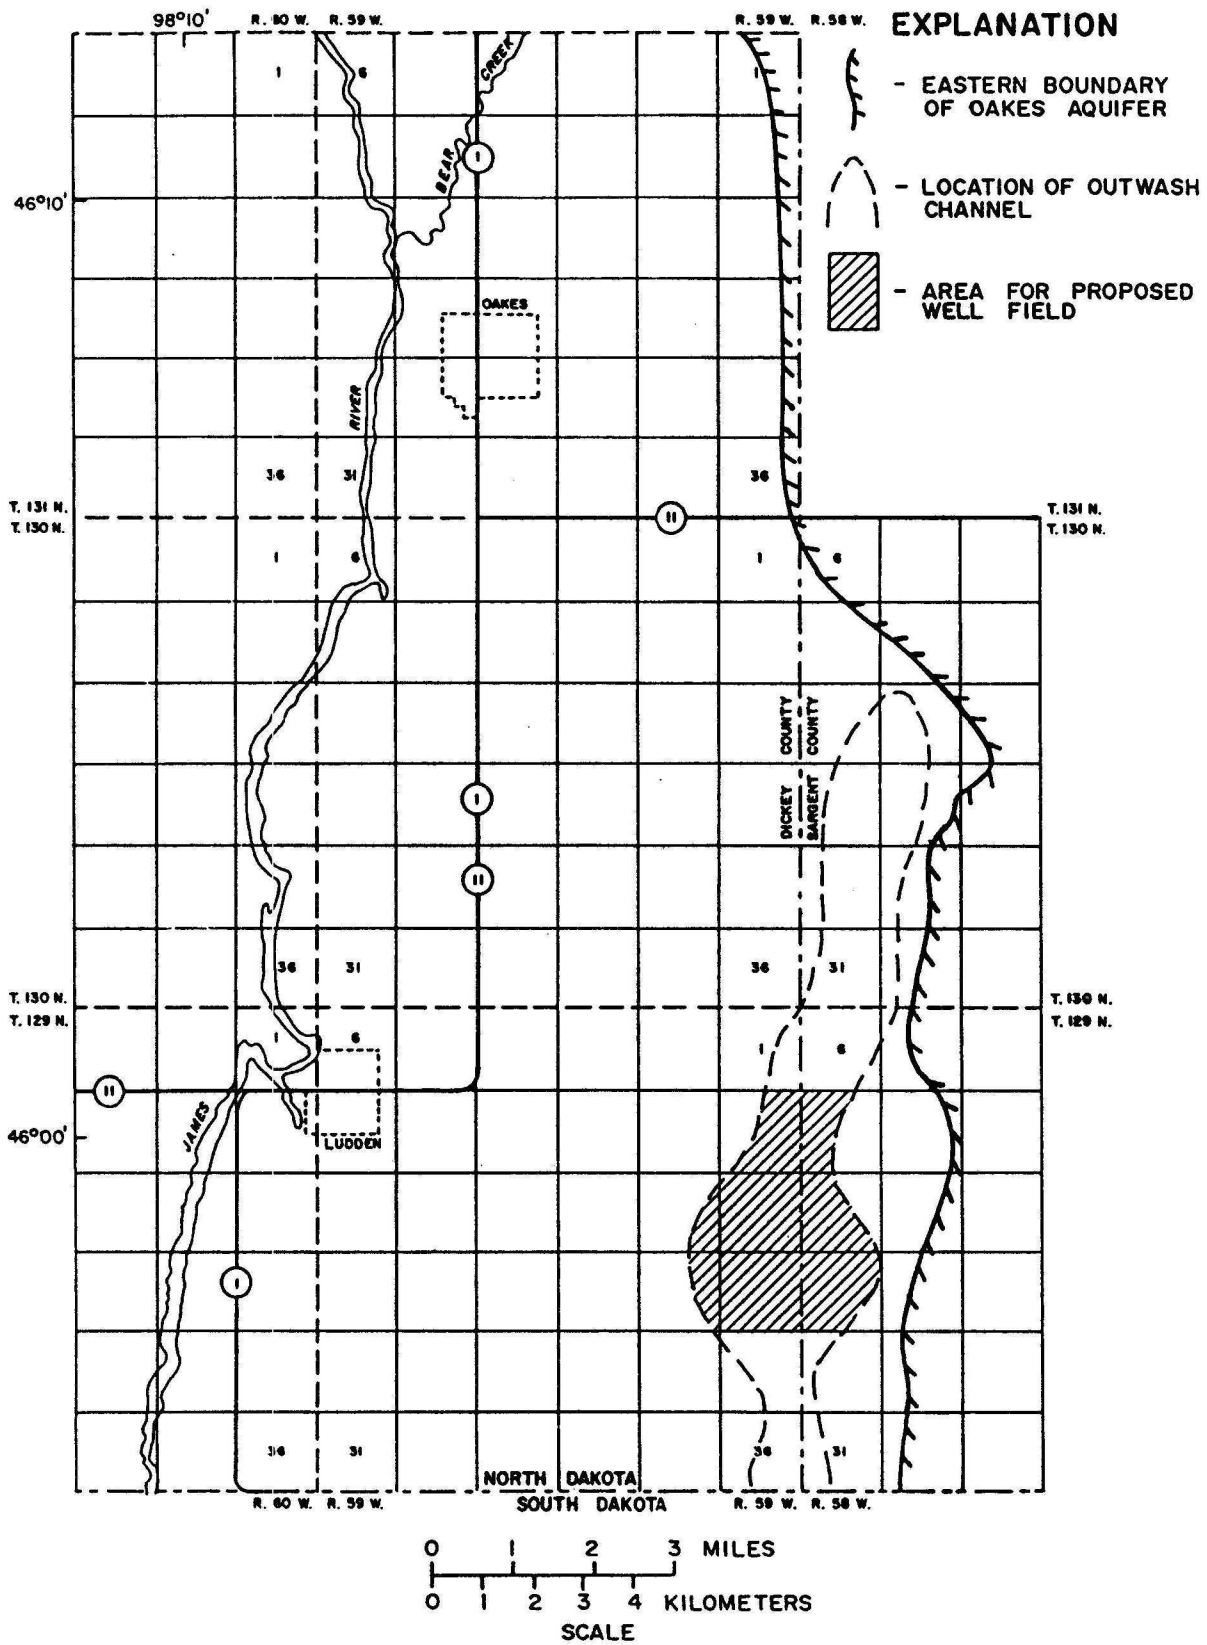 98°10'
R. 60 W.
R. 59 W.
R. 59 W.
R. 58 W.
EXPLANATION
- EASTERN BOUNDARY
OF OAKES AQUIFER
- LOCATION OF OUTWASH
CHANNEL
- AREA FOR PROPOSED
WELL FIELD
1
6
CREEK
1
BEAR
1
46°10'
OAKES
RIVER
36
31
36
T. 131 N.
T. 130 N.
11
T. 131 N.
T. 130 N.
1
6
1
6
DICKEY COUNTY
SARGENT COUNTY
1
11
36
31
36
31
T. 130 N.
T. 129 N.
T. 130 N.
T. 129 N.
1
6
1
6
11
JAMES
46°00'
LUDDEN
1
36
31
36
31
NORTH DAKOTA
SOUTH DAKOTA
R. 60 W.
R. 59 W.
R. 59 W.
R. 58 W.
0 1 2 3 MILES
0 1 2 3 4 KILOMETERS
SCALE